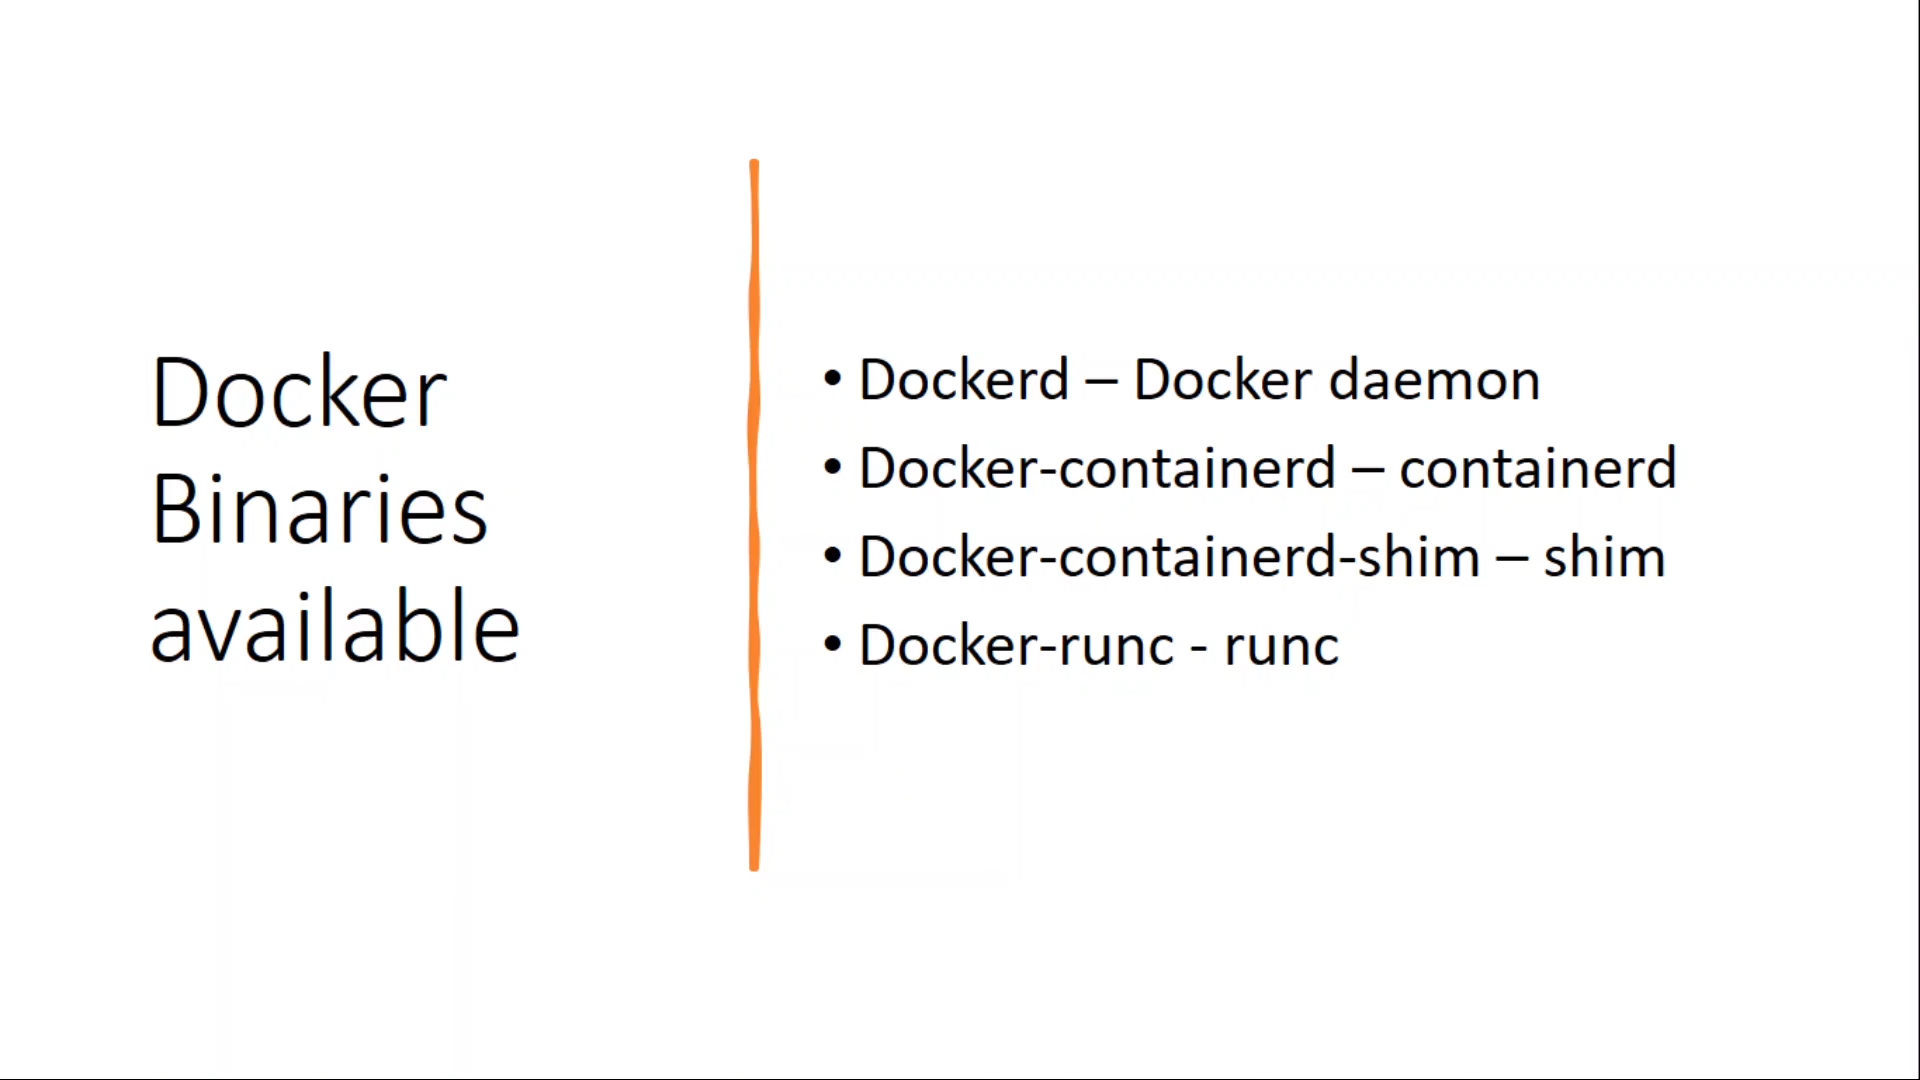 Docker
Binaries
available
• Dockerd – Docker daemon
• Docker-containerd – containerd
• Docker-containerd-shim – shim
• Docker-runc - runc